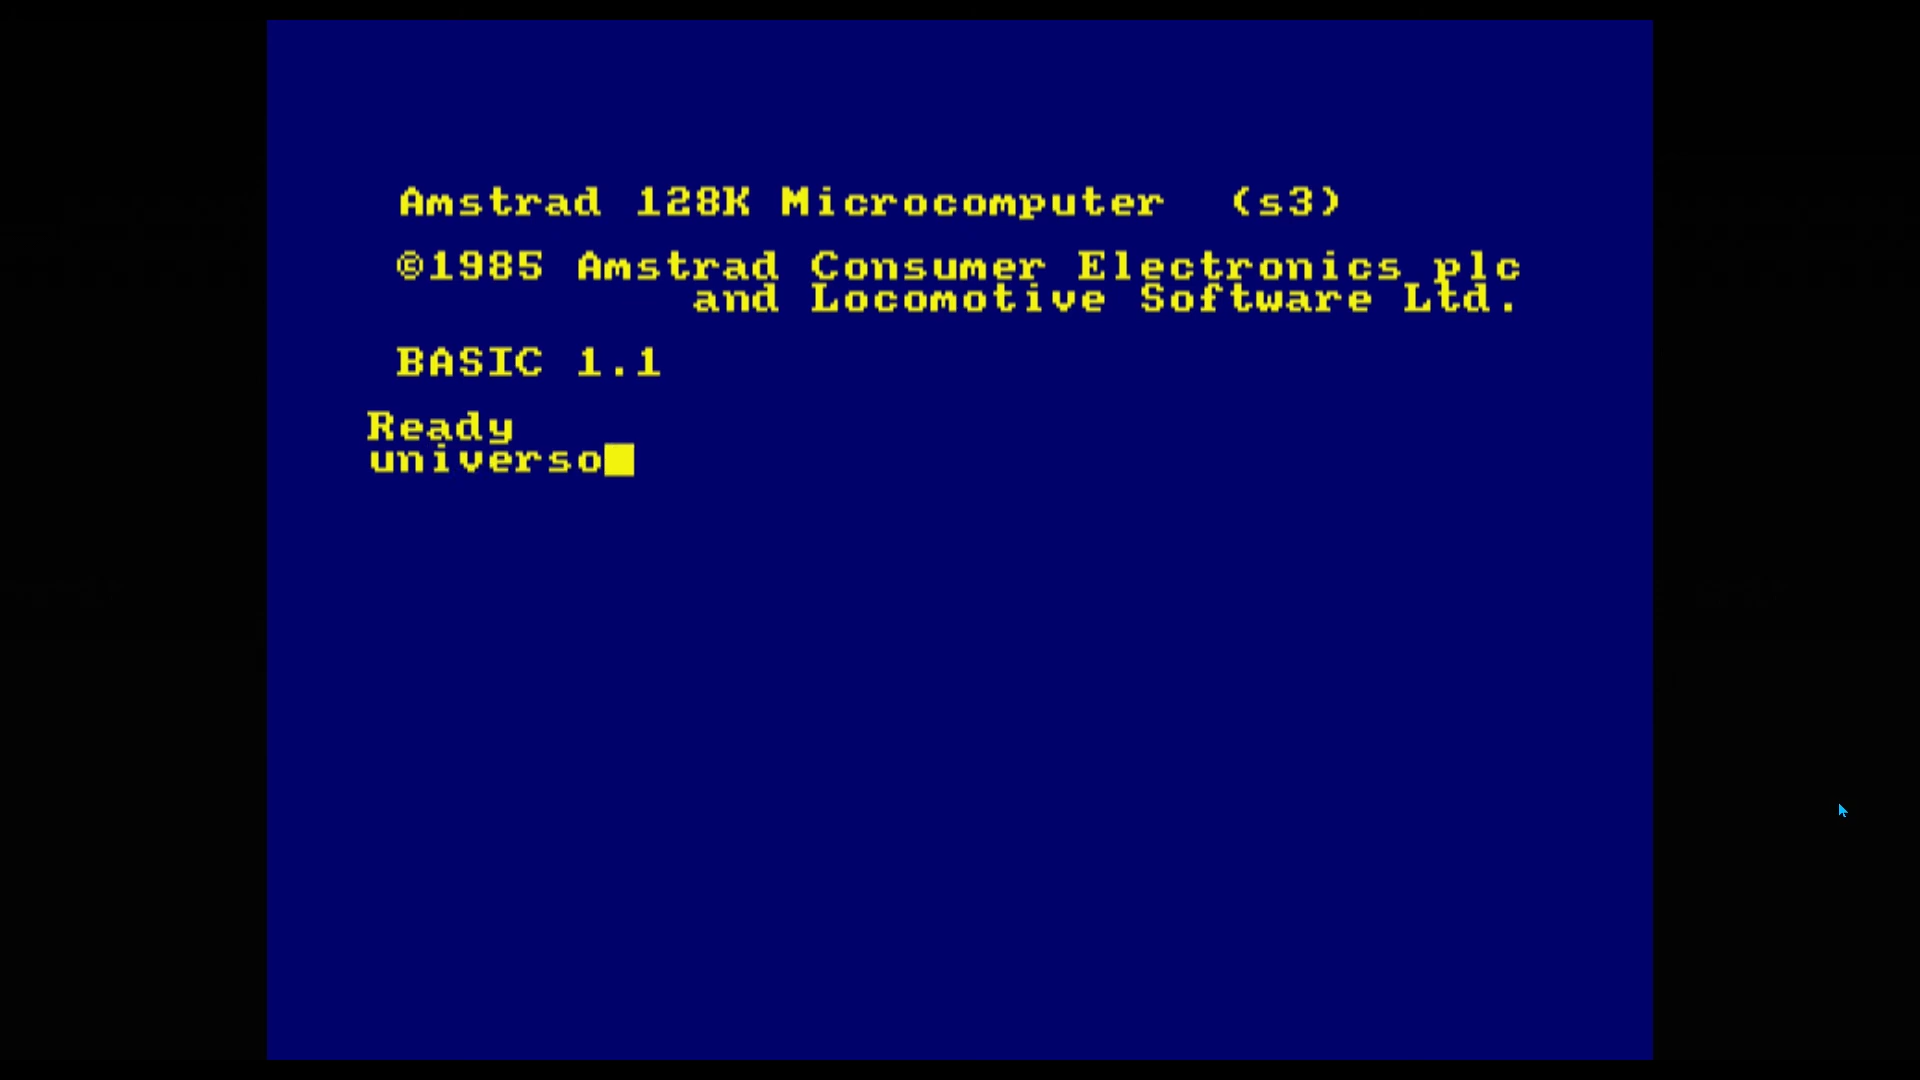 Amstrad 128K Microcomputer (s3)
©1985 Amstrad Consumer Electronics plc
and Locomotive Software Ltd.
BASIC 1.1
Ready
universo